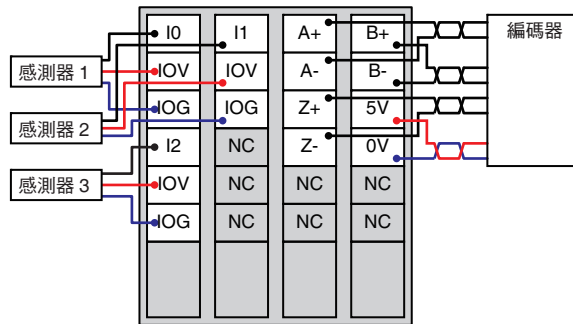 I0 I1 A+ B+ 編碼器
感測器 1 IOV IOV A- B-
IOG IOG Z+ 5V
感測器 2
I2 NC Z- 0V
感測器 3 IOV NC NC NC
IOG NC NC NC